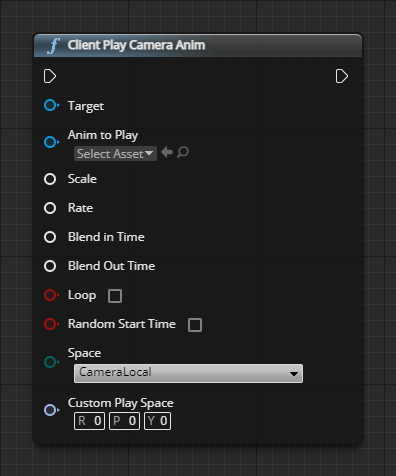 f Client Play Camera Anim
Target
Anim to Play
Select Asset
Scale
Rate
Blend in Time
Blend Out Time
Loop
Random Start Time
Space
CameraLocal
Custom Play Space
R 0 P 0 Y 0